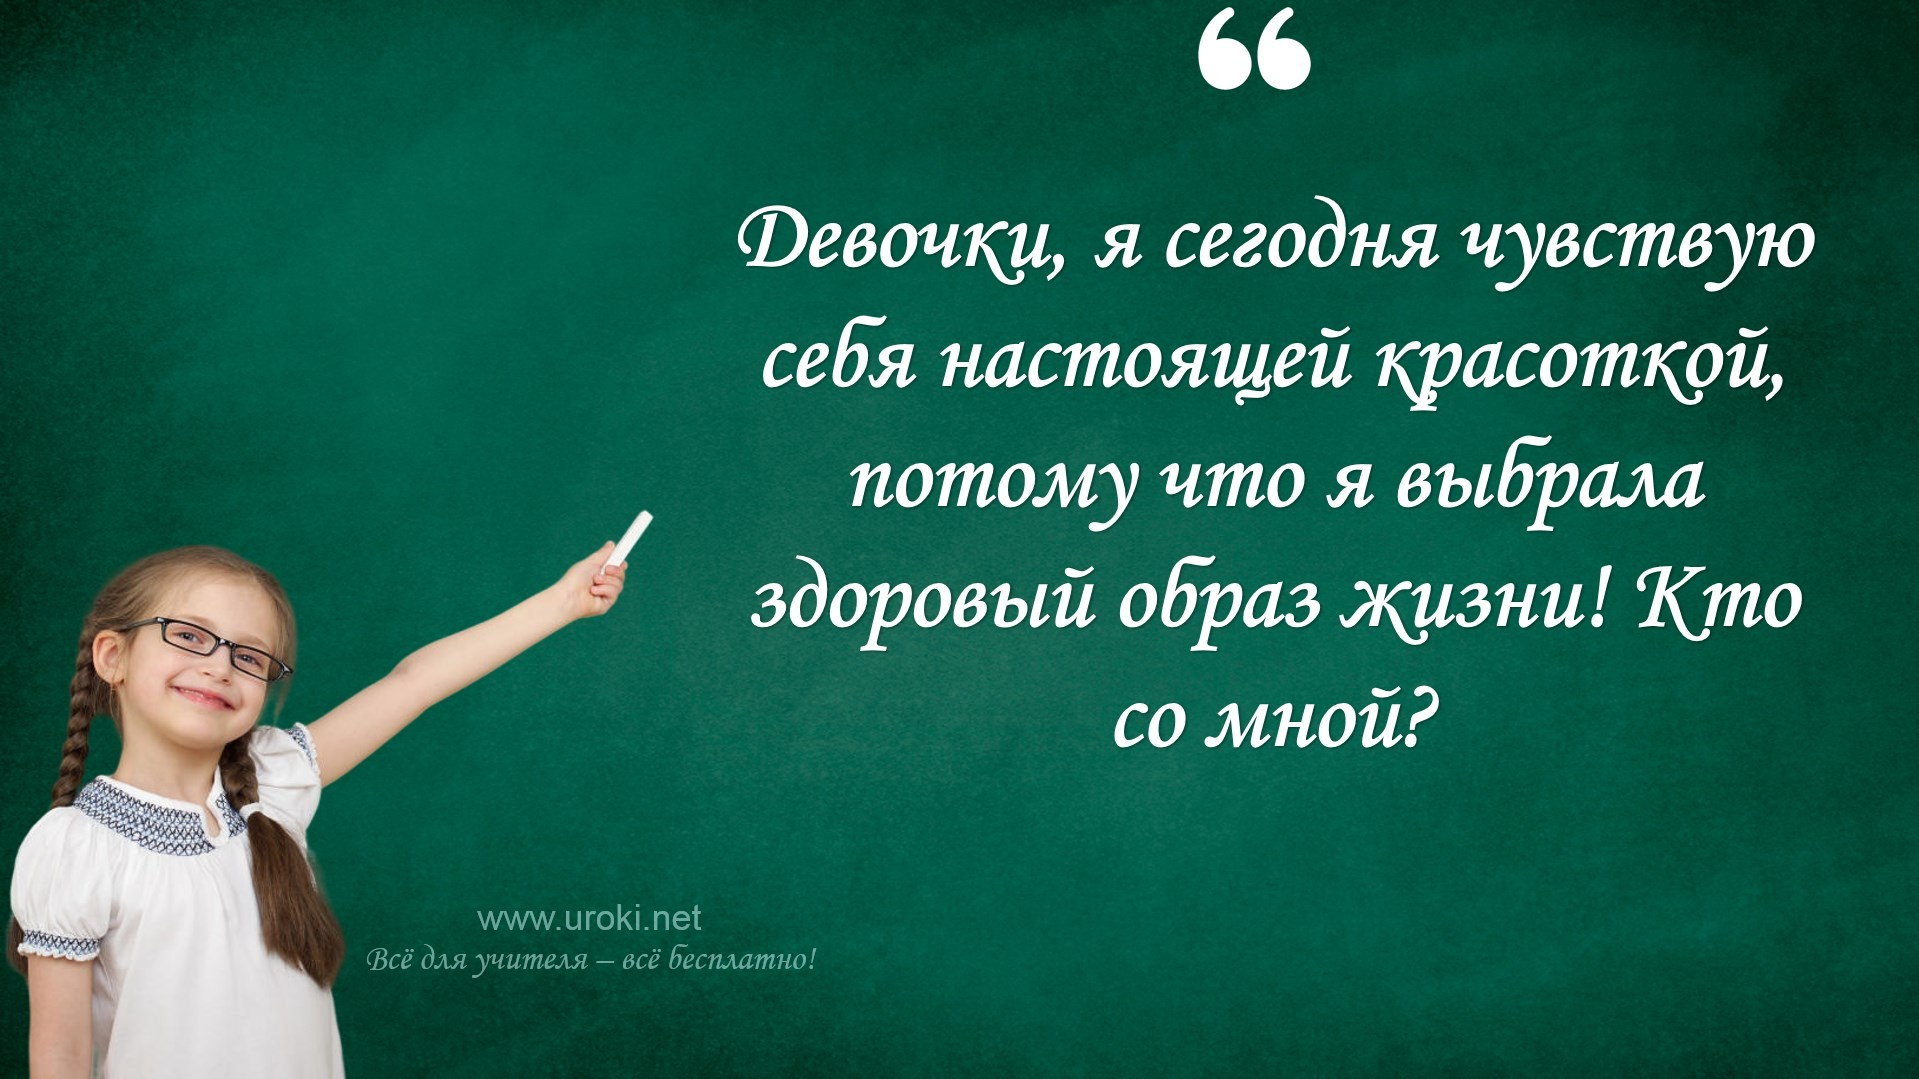 “
Девочки, я сегодня чувствую
себя настоящей красоткой,
потому что я выбрала
здоровый образ жизни! Кто
со мной?
www.uroki.net
Всё для учителя – всё бесплатно!